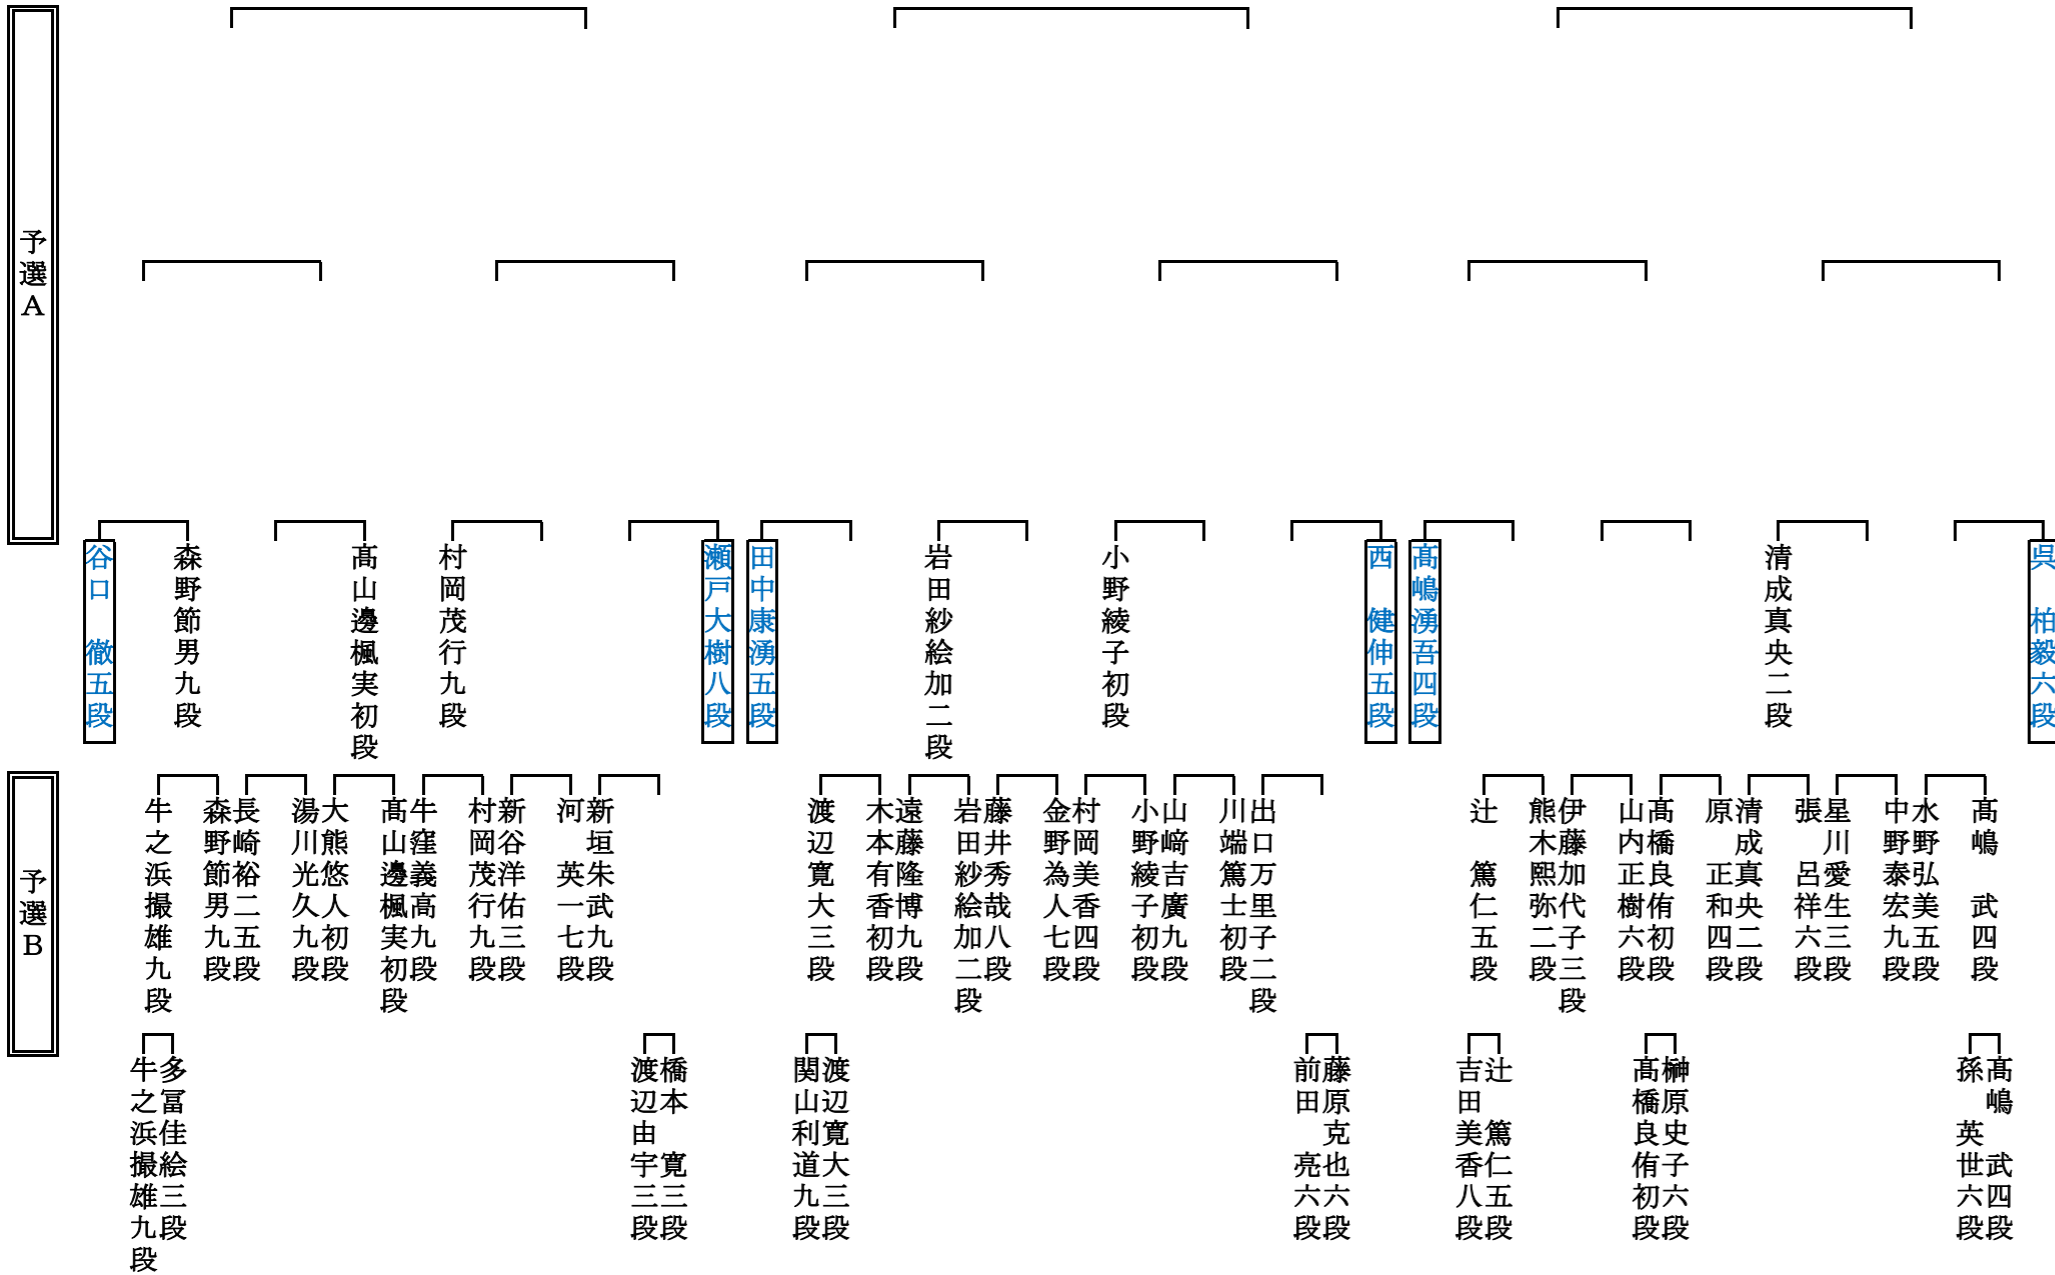 予選A
谷口　徹五段
森野節男九段
髙山邊楓実初段
村岡茂行九段
瀬戸大樹八段
田中康湧五段
岩田紗絵加二段
小野綾子初段
西　健伸五段
髙嶋湧吾四段
清成真央二段
呉　柏毅六段
予選B
牛之浜撮雄九段
森野節男九段
長崎裕二五段
湯川光久九段
大熊悠人初段
髙山邊楓実初段
牛窪義高九段
村岡茂行九段
新谷洋佑三段
河　英一七段
新垣朱武九段
渡辺寛大三段
木本有香初段
遠藤隆博九段
岩田紗絵加二段
藤井秀哉八段
金野為人七段
村岡美香四段
小野綾子初段
山﨑吉廣九段
川端篤士初段
出口万里子二段
辻　篤仁五段
熊木熙弥二段
伊藤加代子三段
山内正樹六段
髙橋良侑初段
原　正和四段
清成真央二段
張　呂祥六段
星川愛生三段
中野泰宏九段
水野弘美五段
髙嶋　武四段
牛之浜撮雄九段
多冨佳絵三段
渡辺由宇三段
橋本　寛三段
関山利道九段
渡辺寛大三段
前田　亮六段
藤原克也六段
吉田美香八段
辻　篤仁五段
髙橋良侑初段
榊原史子六段
孫　英世六段
髙嶋　武四段